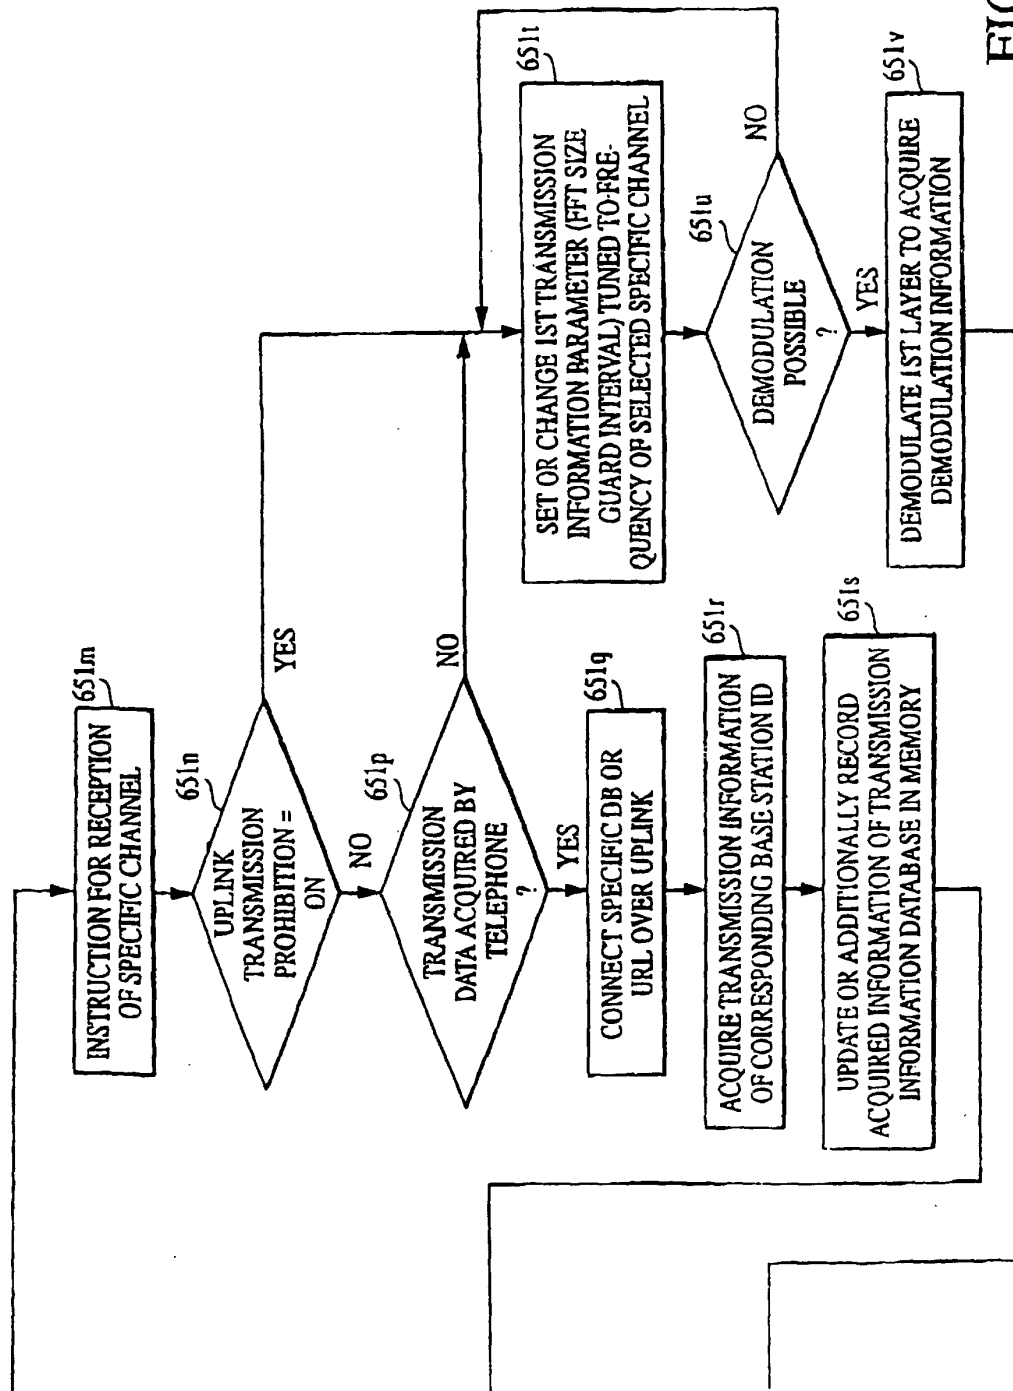 651m
INSTRUCTION FOR RECEPTION
OF SPECIFIC CHANNEL
651n
UPLINK
TRANSMISSION
PROHIBITION =
ON
YES
NO
651p
TRANSMISSION
DATA ACQUIRED BY
TELEPHONE
?
NO
YES
651q
CONNECT SPECIFIC DB OR
URL OVER UPLINK
651r
ACQUIRE TRANSMISSION INFORMATION
OF CORRESPONDING BASE STATION ID
651s
UPDATE OR ADDITIONALLY RECORD
ACQUIRED INFORMATION OF TRANSMISSION
INFORMATION DATABASE IN MEMORY
651t
SET OR CHANGE 1ST TRANSMISSION
INFORMATION PARAMETER (FFT SIZE
GUARD INTERVAL) TUNED TO-FRE-
QUENCY OF SELECTED SPECIFIC CHANNEL
651u
DEMODULATION
POSSIBLE
?
NO
YES
651v
DEMODULATE 1ST LAYER TO ACQUIRE
DEMODULATION INFORMATION